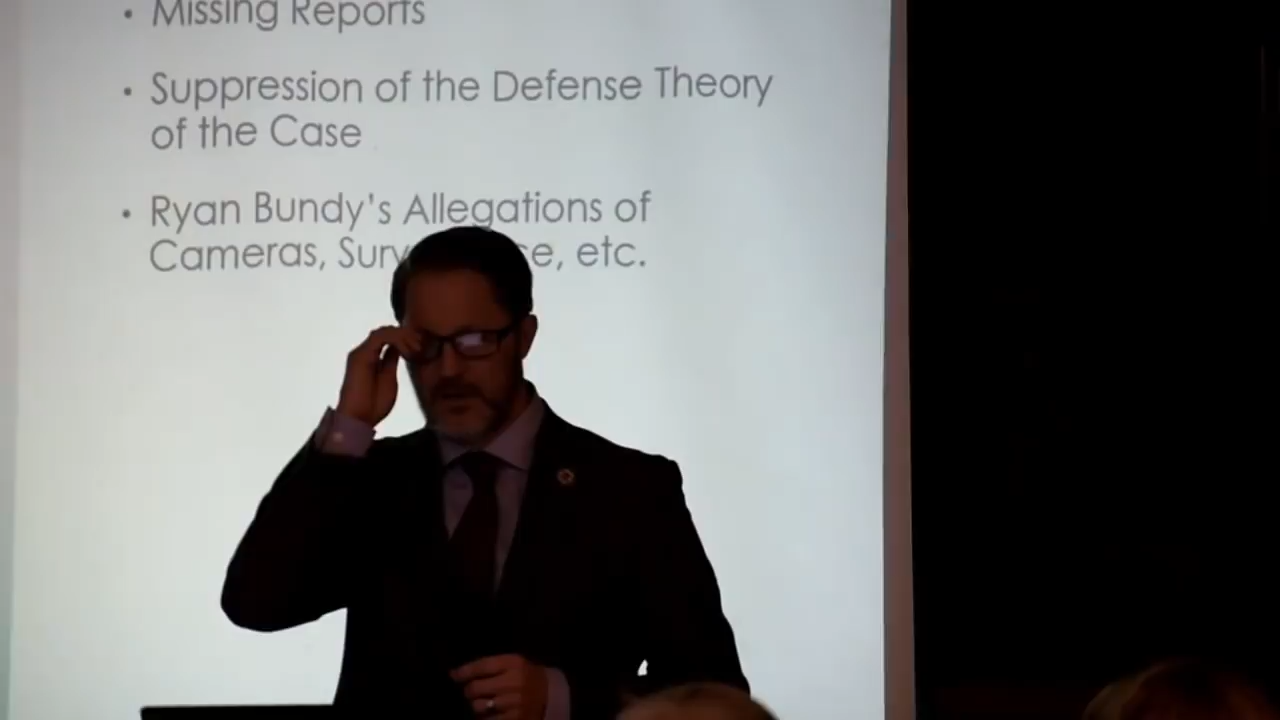 • Missing Reports
• Suppression of the Defense Theory
of the Case
• Ryan Bundy's Allegations of
Cameras, etc.